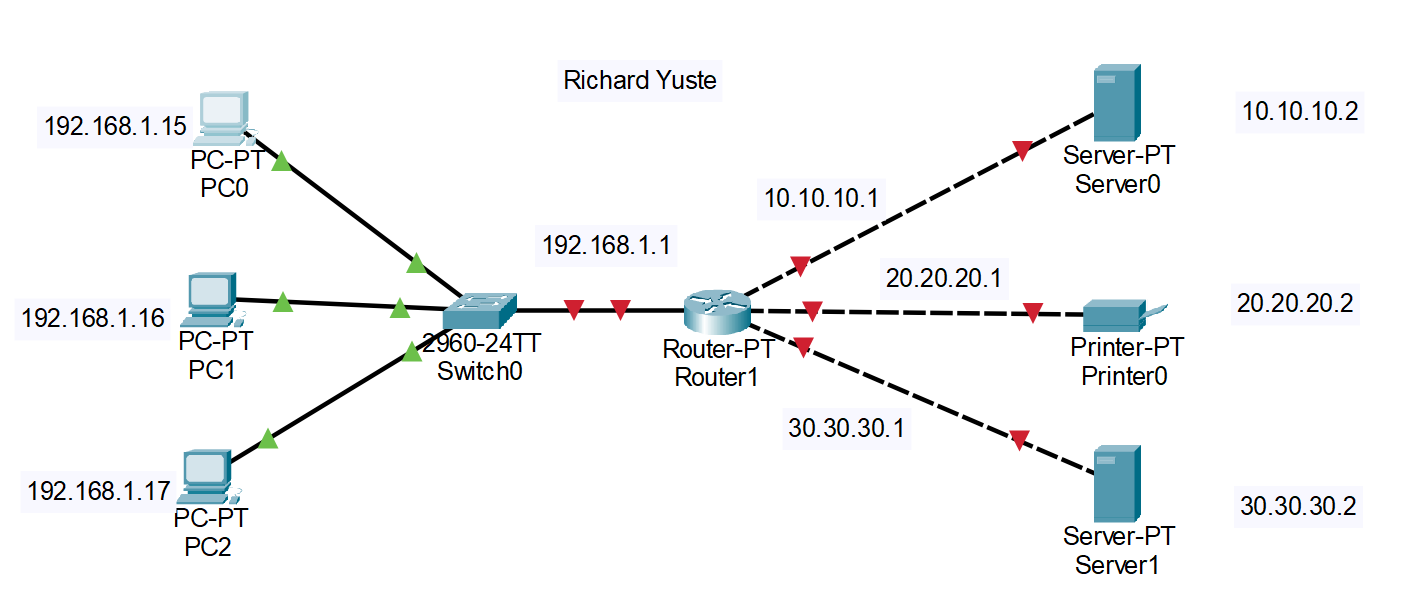 Richard Yuste
192.168.1.15
PC-PT
PC0
192.168.1.16
PC-PT
PC1
192.168.1.17
PC-PT
PC2
2960-24TT
Switch0
192.168.1.1
Router-PT
Router1
10.10.10.1
20.20.20.1
30.30.30.1
Server-PT
Server0
10.10.10.2
Printer-PT
Printer0
20.20.20.2
Server-PT
Server1
30.30.30.2